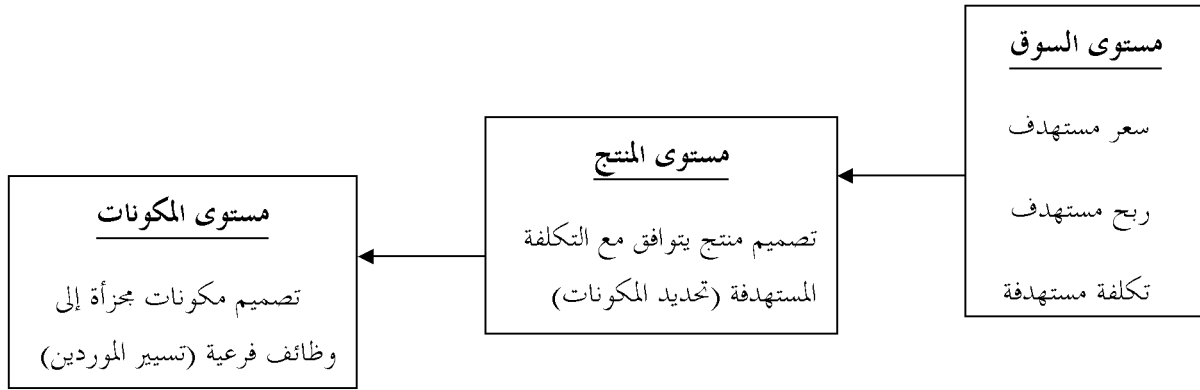 مستوى السوق
سعر مستهدف
ربح مستهدف
تكلفة مستهدفة
مستوى المنتج
تصميم منتج يتوافق مع التكلفة
المستهدفة (تحديد المكونات)
مستوى المكونات
تصميم مكونات مجزأة إلى
وظائف فرعية (تسيير الموردين)